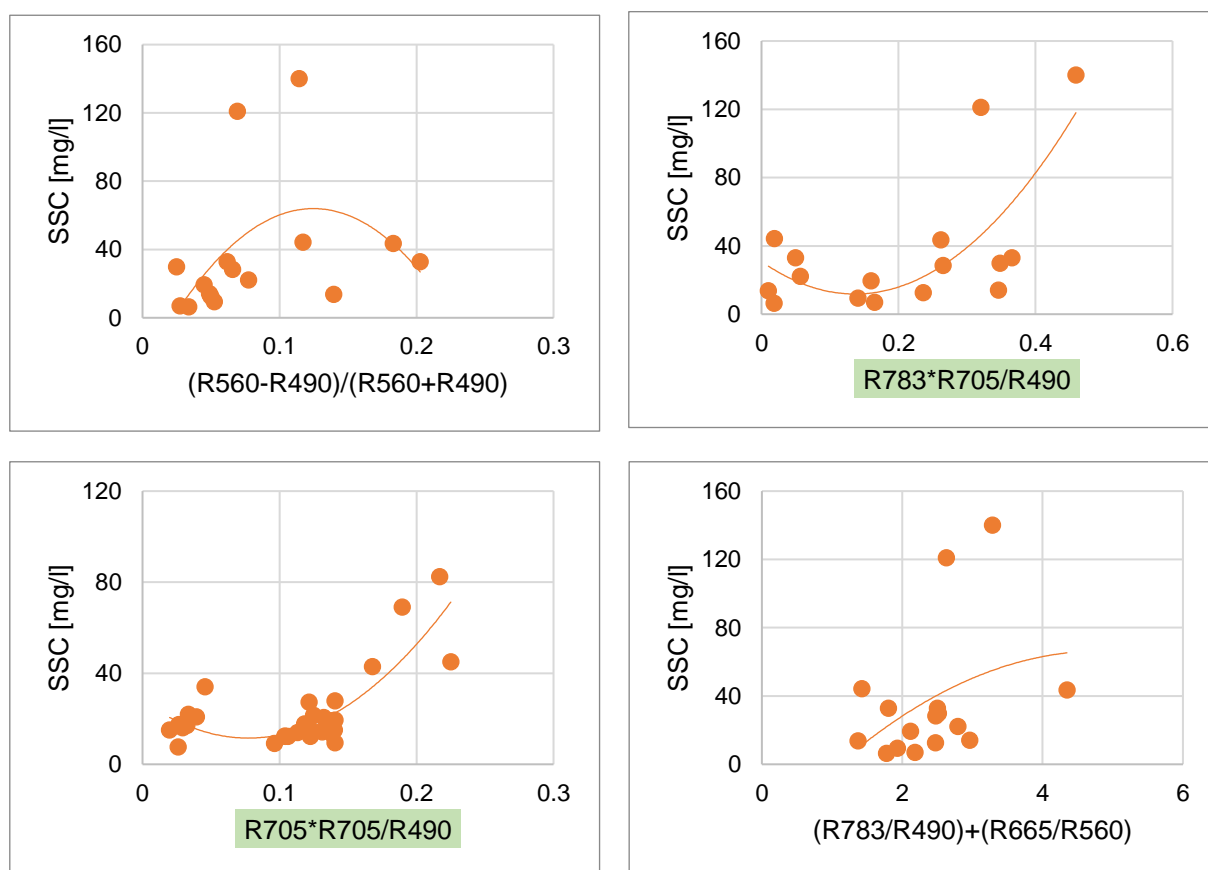 160
120
80
40
0
SSC [mg/l]
0 0.1 0.2 0.3
(R560-R490)/(R560+R490)
160
120
80
40
0
SSC [mg/l]
0 0.2 0.4 0.6
R783*R705/R490
120
80
40
0
SSC [mg/l]
0 0.1 0.2 0.3
R705*R705/R490
160
120
80
40
0
SSC [mg/l]
0 2 4 6
(R783/R490)+(R665/R560)